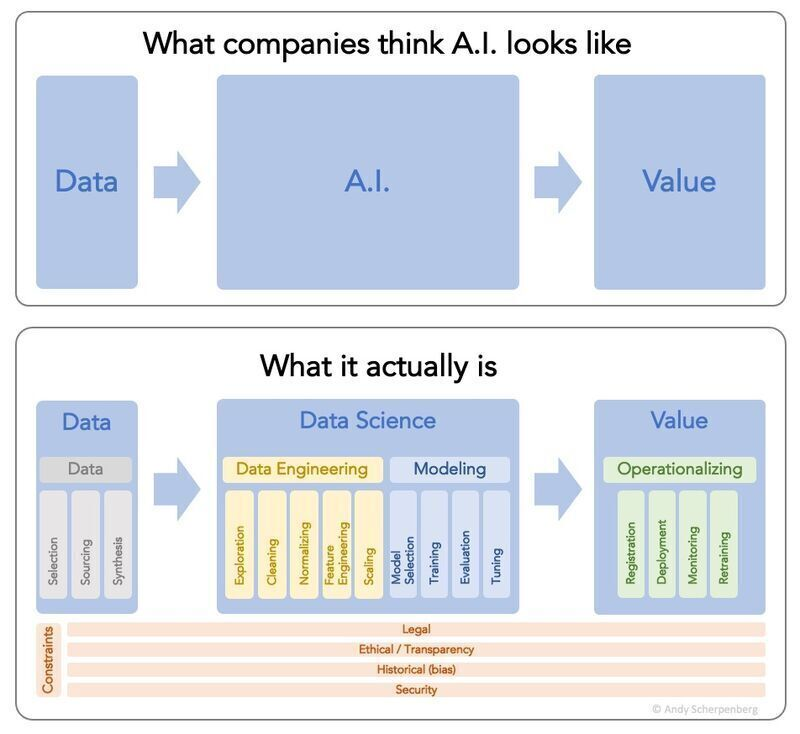 What companies think A.I. looks like
Data
A.I.
Value
What it actually is
Data
Data
Selection
Sourcing
Synthesis
Data Science
Data Engineering
Exploration
Cleaning
Normalizing
Feature
Engineering
Scaling
Modeling
Model
Selection
Training
Evaluation
Tuning
Value
Operationalizing
Registration
Deployment
Monitoring
Retraining
Constraints
Legal
Ethical / Transparency
Historical (bias)
Security
© Andy Scherpenberg